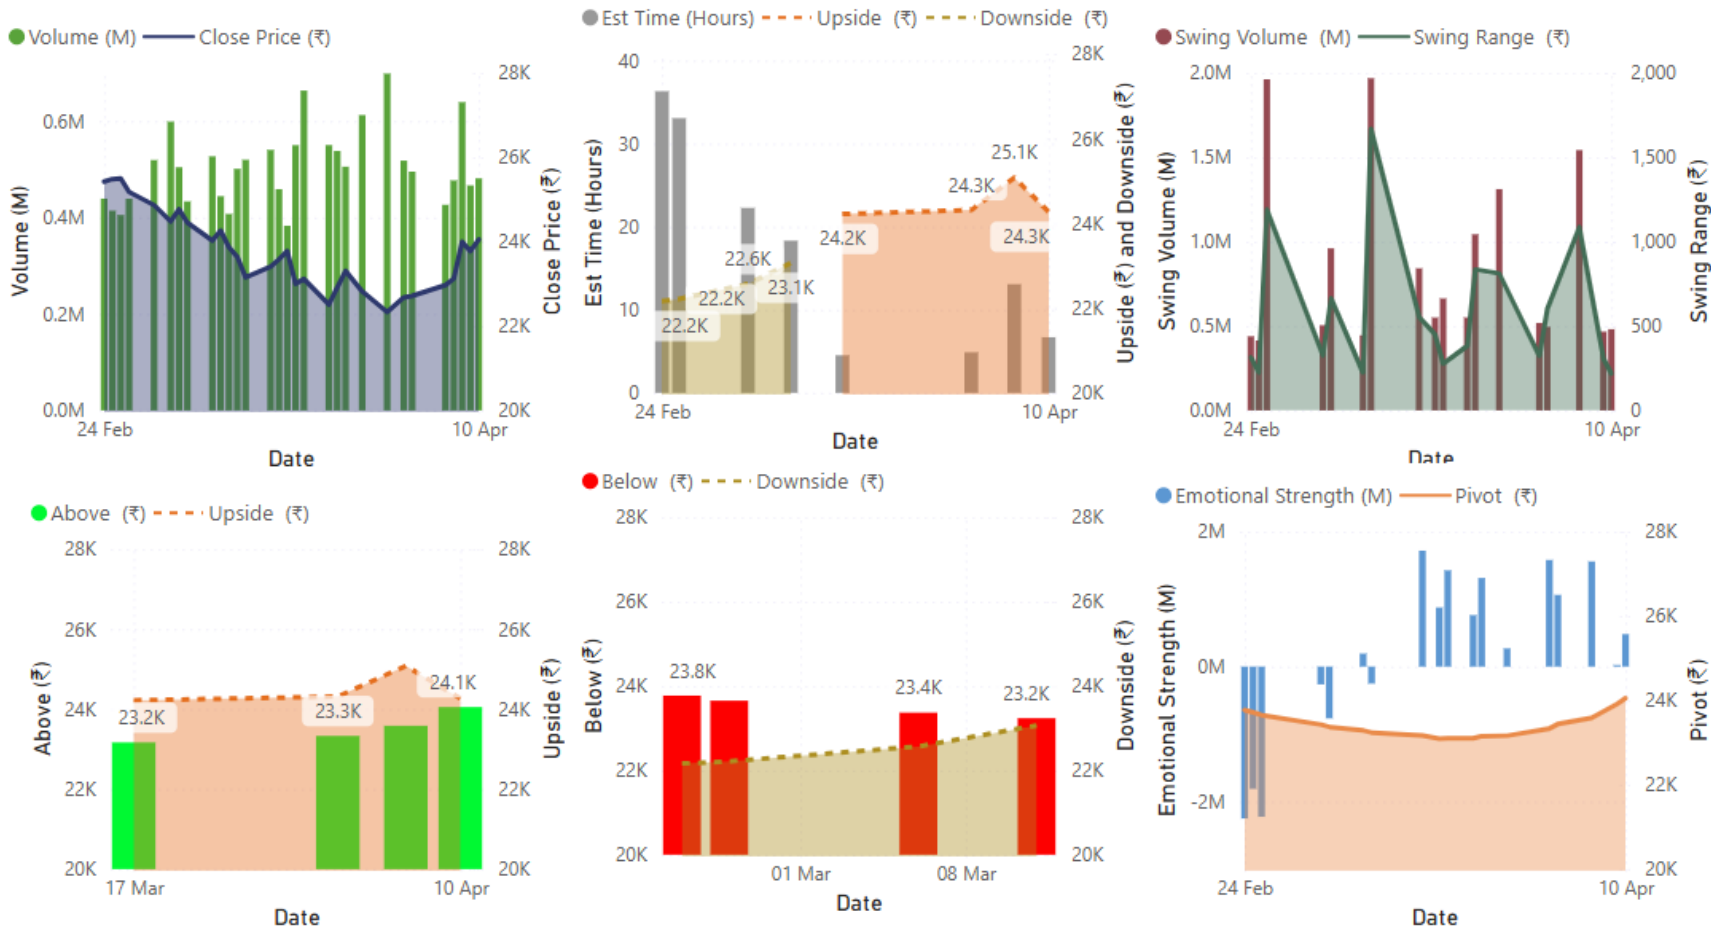 Volume (M) Close Price (₹)
28K
0.6M
26K
0.4M
24K
0.2M
22K
0.0M
20K
24 Feb
10 Apr
Volume (M)
Close Price (₹)
Date
Est Time (Hours) Upside (₹) Downside (₹)
40
28K
30
26K
25.1K
24.3K
20
24K
24.2K
24.3K
22.6K
23.1K
22.2K
22.2K
10
22K
0
20K
24 Feb
10 Apr
Est Time (Hours)
Upside (₹) and Downside (₹)
Date
Swing Volume (M) Swing Range (₹)
2.0M
2,000
1.5M
1,500
1.0M
1,000
0.5M
500
0.0M
0
24 Feb
10 Apr
Swing Volume (M)
Swing Range (₹)
Date
Above (₹) Upside (₹)
28K
28K
26K
26K
24.1K
24K
24K
23.2K
23.3K
22K
22K
20K
20K
17 Mar
10 Apr
Above (₹)
Upside (₹)
Date
Below (₹) Downside (₹)
28K
28K
26K
26K
24K
24K
23.8K
23.4K
23.2K
22K
22K
20K
20K
01 Mar
08 Mar
Below (₹)
Downside (₹)
Date
Emotional Strength (M) Pivot (₹)
2M
28K
26K
0M
24K
22K
-2M
20K
24 Feb
10 Apr
Emotional Strength (M)
Pivot (₹)
Date